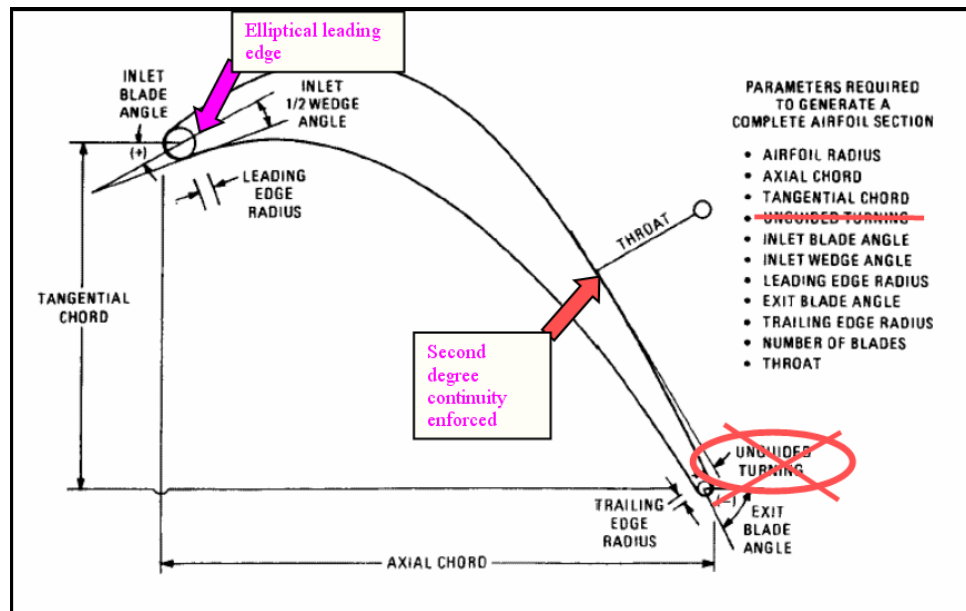 Elliptical leading
edge
INLET
BLADE
ANGLE
(+)
INLET
1/2 WEDGE
ANGLE
LEADING
EDGE
RADIUS
TANGENTIAL
CHORD
THROAT
Second
degree
continuity
enforced
UNGUIDED
TURNING
(−)
EXIT
BLADE
ANGLE
TRAILING
EDGE
RADIUS
AXIAL CHORD
PARAMETERS REQUIRED
TO GENERATE A
COMPLETE AIRFOIL SECTION
• AIRFOIL RADIUS
• AXIAL CHORD
• TANGENTIAL CHORD
• UNGUIDED TURNING
• INLET BLADE ANGLE
• INLET WEDGE ANGLE
• LEADING EDGE RADIUS
• EXIT BLADE ANGLE
• TRAILING EDGE RADIUS
• NUMBER OF BLADES
• THROAT